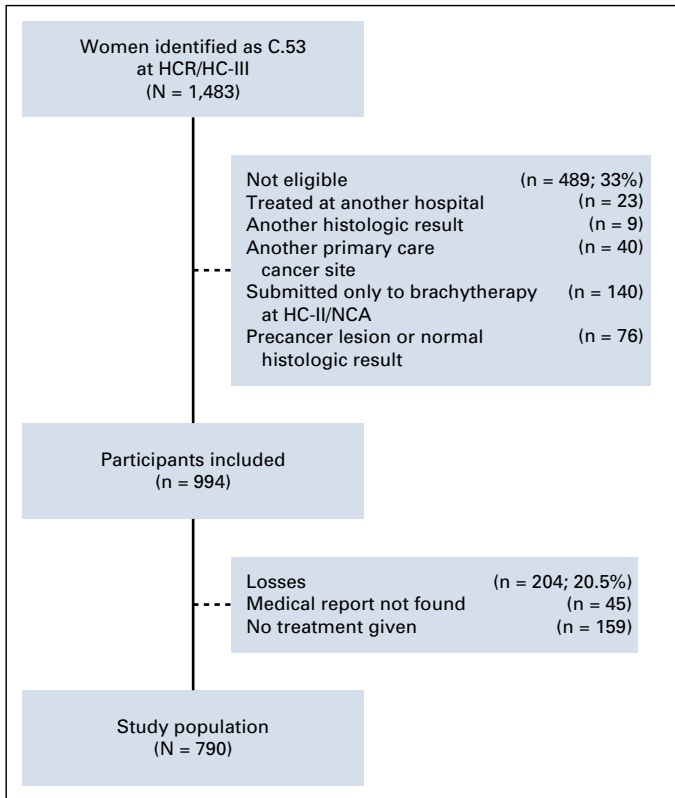 Women identified as C.53
at HCR/HC-III
(N = 1,483)
Not eligible (n = 489; 33%)
Treated at another hospital (n = 23)
Another histologic result (n = 9)
Another primary care (n = 40)
cancer site
Submitted only to brachytherapy (n = 140)
at HC-II/NCA
Precancer lesion or normal (n = 76)
histologic result
Participants included
(n = 994)
Losses (n = 204; 20.5%)
Medical report not found (n = 45)
No treatment given (n = 159)
Study population
(N = 790)